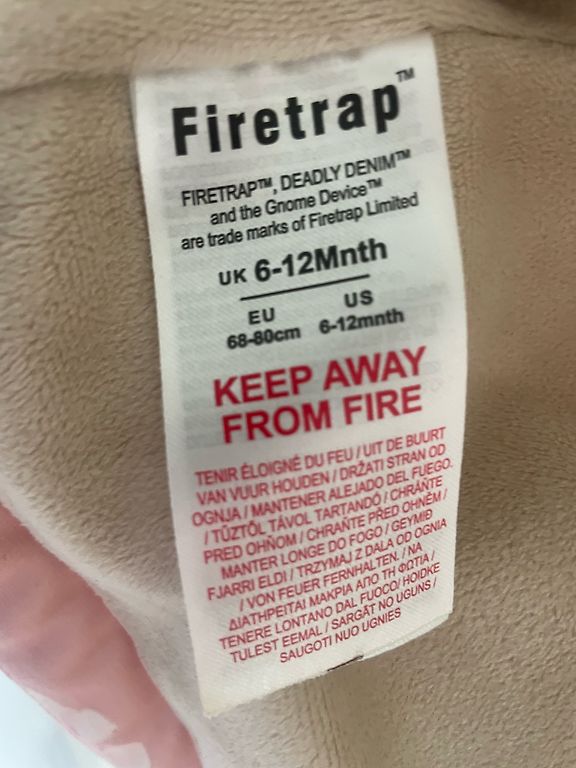 Firetrap™
FIRETRAP™, DEADLY DENIM™
and the Gnome Device™
are trade marks of Firetrap Limited
UK 6-12Mnth
EU US
68-80cm 6-12mnth
KEEP AWAY
FROM FIRE
TENIR ÉLOIGNÉ DU FEU / UIT DE BUURT
VAN VUUR HOUDEN / DRŽATI STRAN OD
OGNJA / MANTENER ALEJADO DEL FUEGO.
/ TŰZTŐL TÁVOL TARTANDÓ / CHRÁŇTE
PRED OHŇOM / CHRAŇTE PŘED OHNĚM /
MANTER LONGE DO FOGO / GEYMIÐ
FJARRI ELDI / TRZYMAJ Z DALA OD OGNIA
/ VON FEUER FERNHALTEN. / NA
ΔΙΑΤΗΡΕΙΤΑΙ ΜΑΚΡΙΑ ΑΠΟ ΤΗ ΦΩΤΙΑ /
TENERE LONTANO DAL FUOCO/ HOIDKE
TULEST EEMAL / SARGĀT NO UGUNS /
SAUGOTI NUO UGNIES